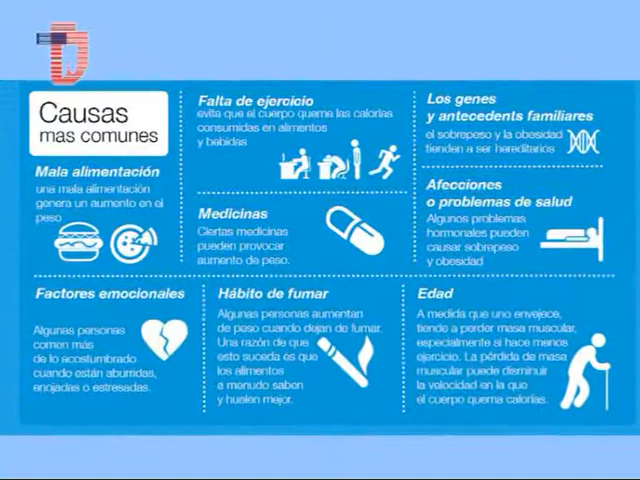 Causas
mas comunes
Mala alimentación
una mala alimentación
genera un aumento en el
peso
Falta de ejercicio
evita que el cuerpo queme las calorías
consumidas en alimentos
y bebidas
Medicinas
Ciertas medicinas
pueden provocar
aumento de peso.
Los genes
y antecedents familiares
el sobrepeso y la obesidad
tienden a ser hereditarios
Afecciones
o problemas de salud
Algunos problemas
hormonales pueden
causar sobrepeso
y obesidad
Factores emocionales
Algunas personas
comen más
de lo acostumbrado
cuando están aburridas,
enojadas o estresadas.
Hábito de fumar
Algunas personas aumentan
de peso cuando dejan de fumar.
Una razón de que
esto suceda es que
los alimentos
a menudo saben
y huelen mejor.
Edad
A medida que uno envejece,
tiende a perder masa muscular,
especialmente si hace menos
ejercicio. La pérdida de masa
muscular puede disminuir
la velocidad en la que
el cuerpo quema calorías.